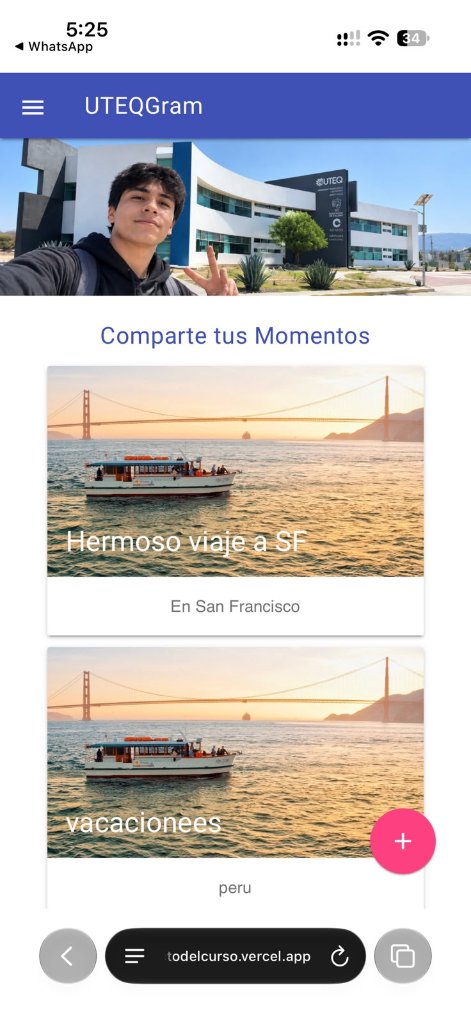 5:25
◀ WhatsApp
34
UTEQGram
UTEQ
Comparte tus Momentos
Hermoso viaje a SF
En San Francisco
vacacionees
peru
todelcurso.vercel.app